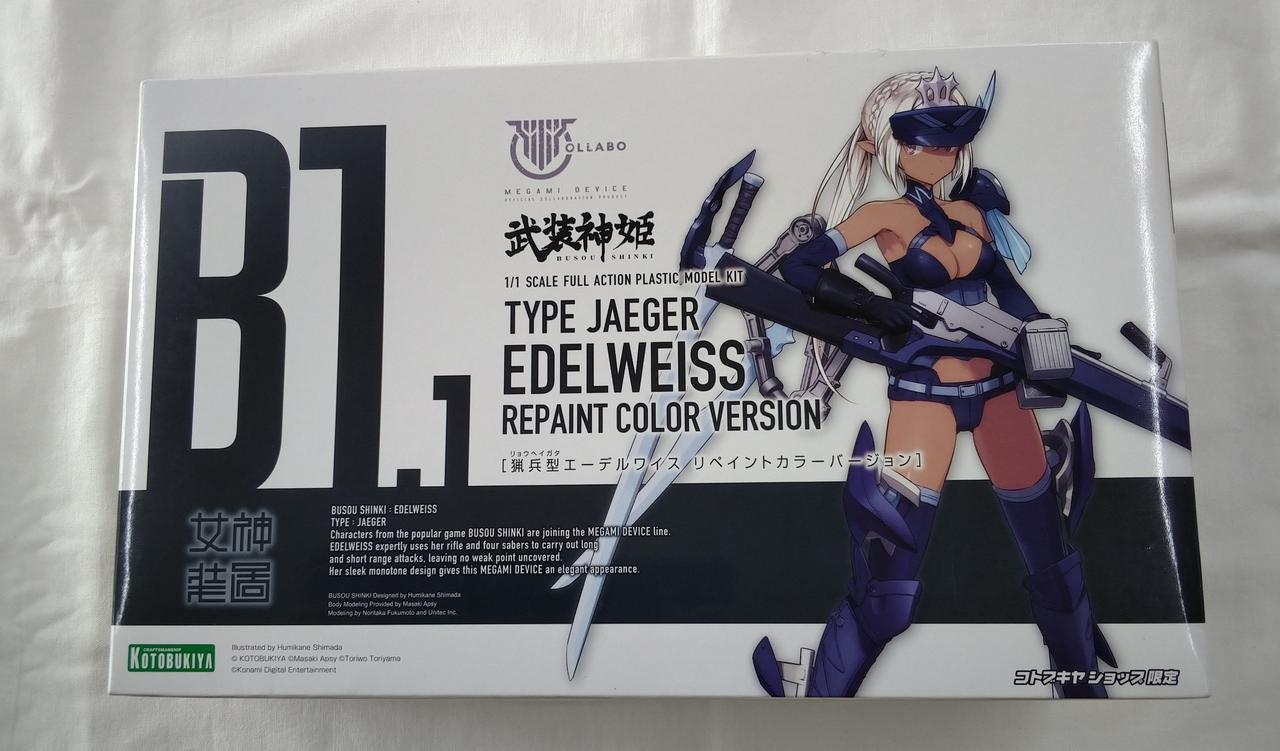 B1.1
COLLABO
MEGAMI DEVICE
OFFICIAL COLLABORATION PRODUCT
武装神姫
BUSOU SHINKI
1/1 SCALE FULL ACTION PLASTIC MODEL KIT
TYPE JAEGER
EDELWEISS
REPAINT COLOR VERSION
リョウヘイガタ
[猟兵型エーデルワイス リペイントカラーバージョン]
女神
装置
BUSOU SHINKI : EDELWEISS
TYPE : JAEGER
Characters from the popular game BUSOU SHINKI are joining the MEGAMI DEVICE line.
EDELWEISS expertly uses her rifle and four sabers to carry out long
and short range attacks, leaving no weak point uncovered.
Her sleek monotone design gives this MEGAMI DEVICE an elegant appearance.
BUSOU SHINKI Designed by Humikane Shimada
Body Modeling Provided by Masaki Apsy
Modeling by Noritaka Fukumoto and Unitec Inc.
CRAFTSMANSHIP
KOTOBUKIYA
Illustrated by Humikane Shimada
© KOTOBUKIYA ©Masaki Apsy ©Toriwo Toriyama
©Konami Digital Entertainment
コトブキヤ ショップ限定